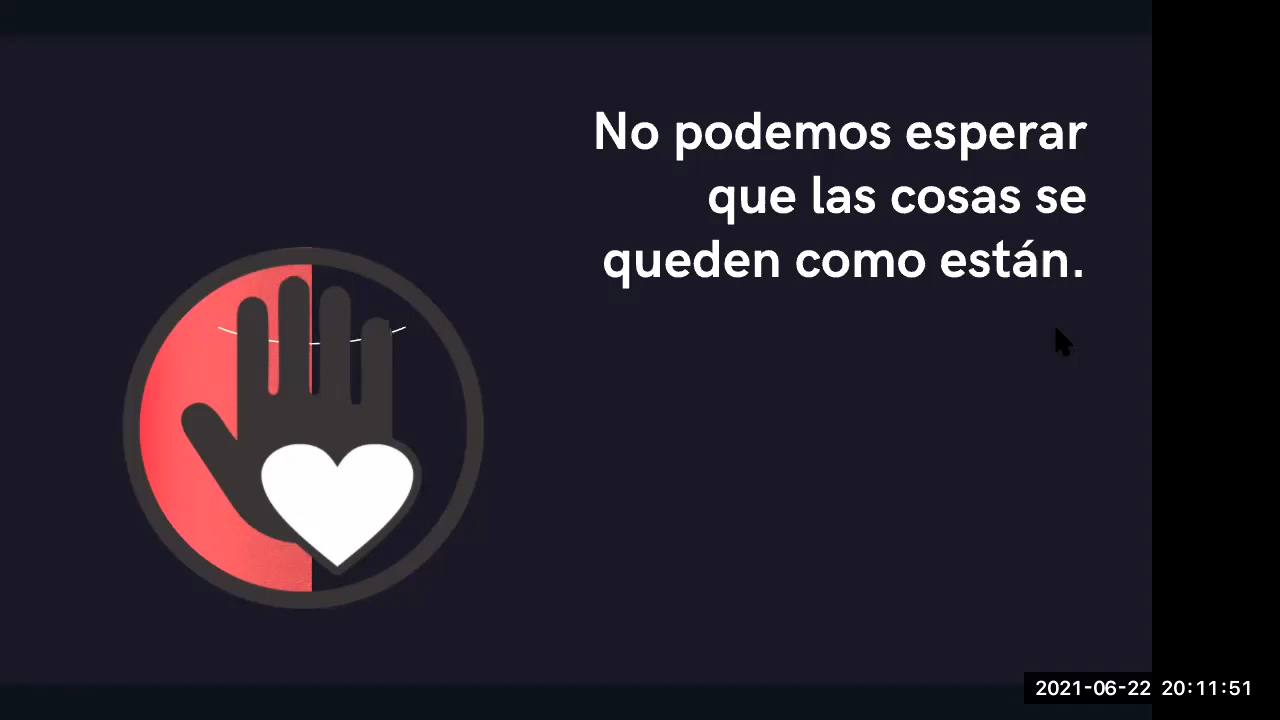 No podemos esperar
que las cosas se
queden como están.
2021-06-22 20:11:51